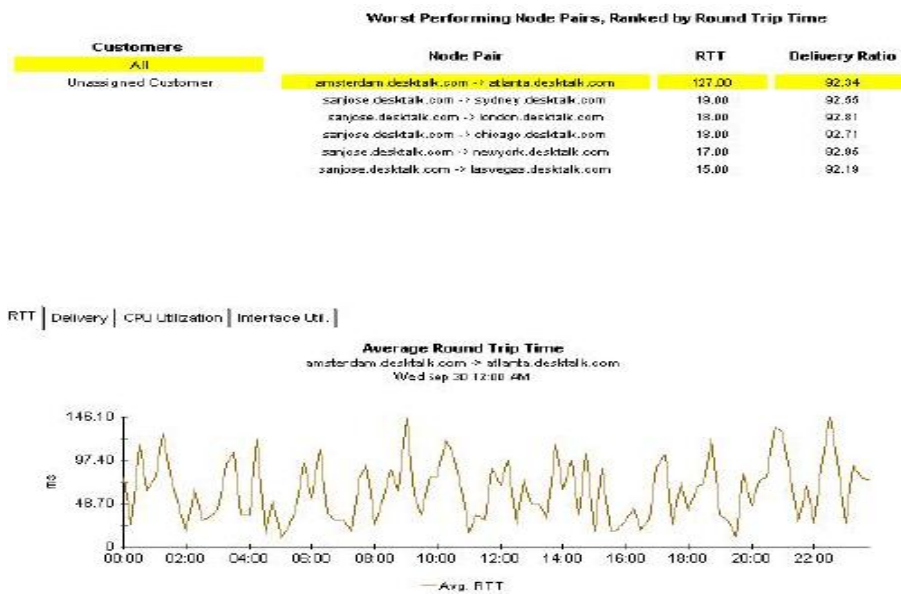 Worst Performing Node Pairs, Ranked by Round Trip Time
Customers
All
Unassigned Customer
Node Pair RTT Delivery Ratio
amsterdam.desktalk.com -> atlanta.desktalk.com 127.00 92.34
sanjose.desktalk.com -> sydney.desktalk.com 19.00 92.55
sanjose.desktalk.com -> london.desktalk.com 18.00 92.81
sanjose.desktalk.com -> chicago.desktalk.com 18.00 92.71
sanjose.desktalk.com -> newyork.desktalk.com 17.00
sanjose.desktalk.com -> lasvegas.desktalk.com 15.00 92.19
RTT Delivery CPU Utilization Interface Util.
Average Round Trip Time
amsterdam.desktalk.com -> atlanta.desktalk.com
Wed Sep 30 12:00 AM
146.10
97.40
48.70
0
ms
00:00 02:00 04:00 06:00 08:00 10:00 12:00 14:00 16:00 18:00 20:00 22:00
Avg. RTT